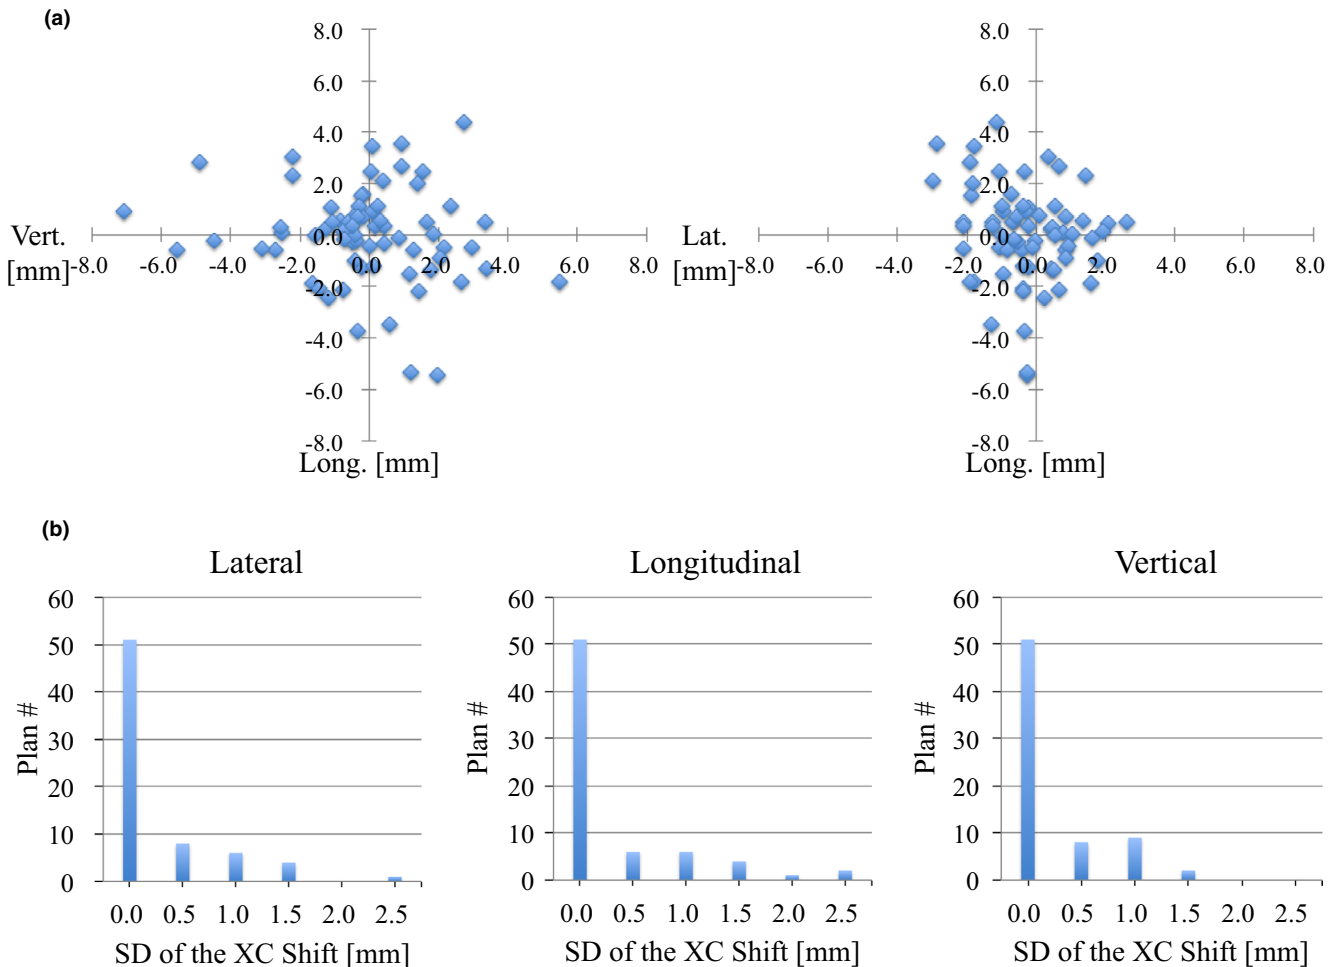 (a)
8.0 8.0
6.0 6.0
4.0 4.0
2.0 2.0
Vert. 0.0 Lat. 0.0
[mm] -8.0 -6.0 -4.0 -2.0 0.0 2.0 4.0 6.0 8.0 [mm] -8.0 -6.0 -4.0 -2.0 0.0 2.0 4.0 6.0 8.0
-2.0 -2.0
-4.0 -4.0
-6.0 -6.0
-8.0 -8.0
Long. [mm] Long. [mm]
(b)
Lateral
60
50
40
30
20
10
0
Plan #
0.0 0.5 1.0 1.5 2.0 2.5
SD of the XC Shift [mm]
Longitudinal
60
50
40
30
20
10
0
Plan #
0.0 0.5 1.0 1.5 2.0 2.5
SD of the XC Shift [mm]
Vertical
60
50
40
30
20
10
0
Plan #
0.0 0.5 1.0 1.5 2.0 2.5
SD of the XC Shift [mm]